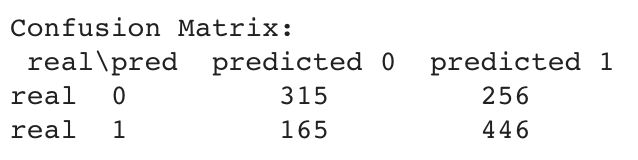 Confusion Matrix:
real\pred predicted 0 predicted 1
real 0 315 256
real 1 165 446